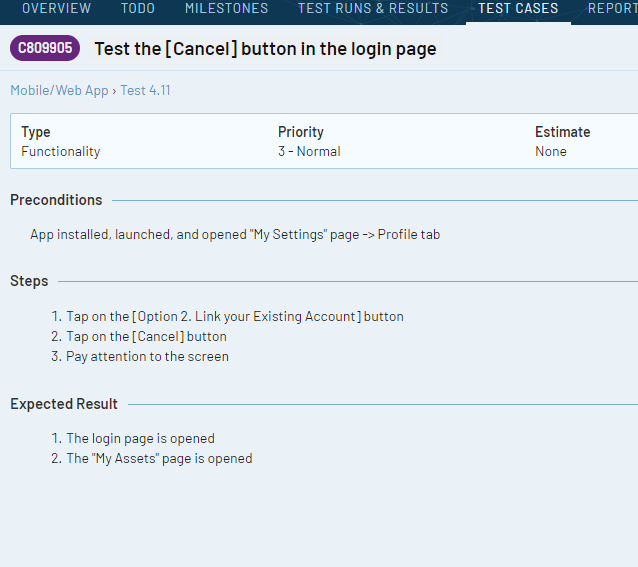 OVERVIEW TODO MILESTONES TEST RUNS & RESULTS TEST CASES REPORT
C809905 Test the [Cancel] button in the login page
Mobile/Web App › Test 4.11
Type Priority Estimate
Functionality 3 - Normal None
Preconditions
App installed, launched, and opened "My Settings" page -> Profile tab
Steps
1. Tap on the [Option 2. Link your Existing Account] button
2. Tap on the [Cancel] button
3. Pay attention to the screen
Expected Result
1. The login page is opened
2. The "My Assets" page is opened